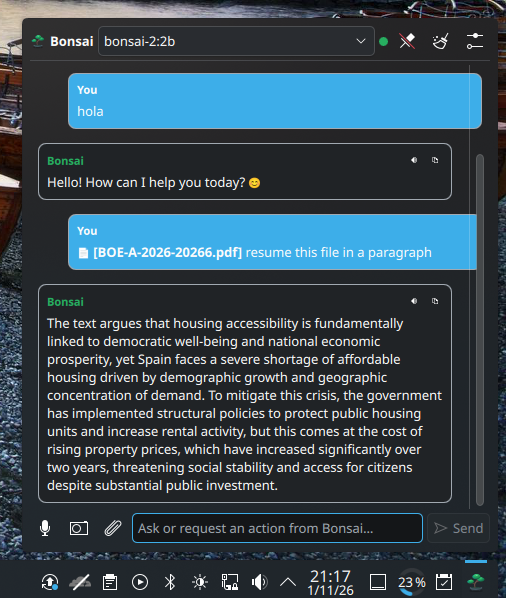 Bonsai bonsai-2:2b
You
hola
Bonsai
Hello! How can I help you today? 😊
You
📄 [BOE-A-2026-20266.pdf] resume this file in a paragraph
Bonsai
The text argues that housing accessibility is fundamentally
linked to democratic well-being and national economic
prosperity, yet Spain faces a severe shortage of affordable
housing driven by demographic growth and geographic
concentration of demand. To mitigate this crisis, the government
has implemented structural policies to protect public housing
units and increase rental activity, but this comes at the cost of
rising property prices, which have increased significantly over
two years, threatening social stability and access for citizens
despite substantial public investment.
Ask or request an action from Bonsai...
Send
21:17
1/11/26
23 %